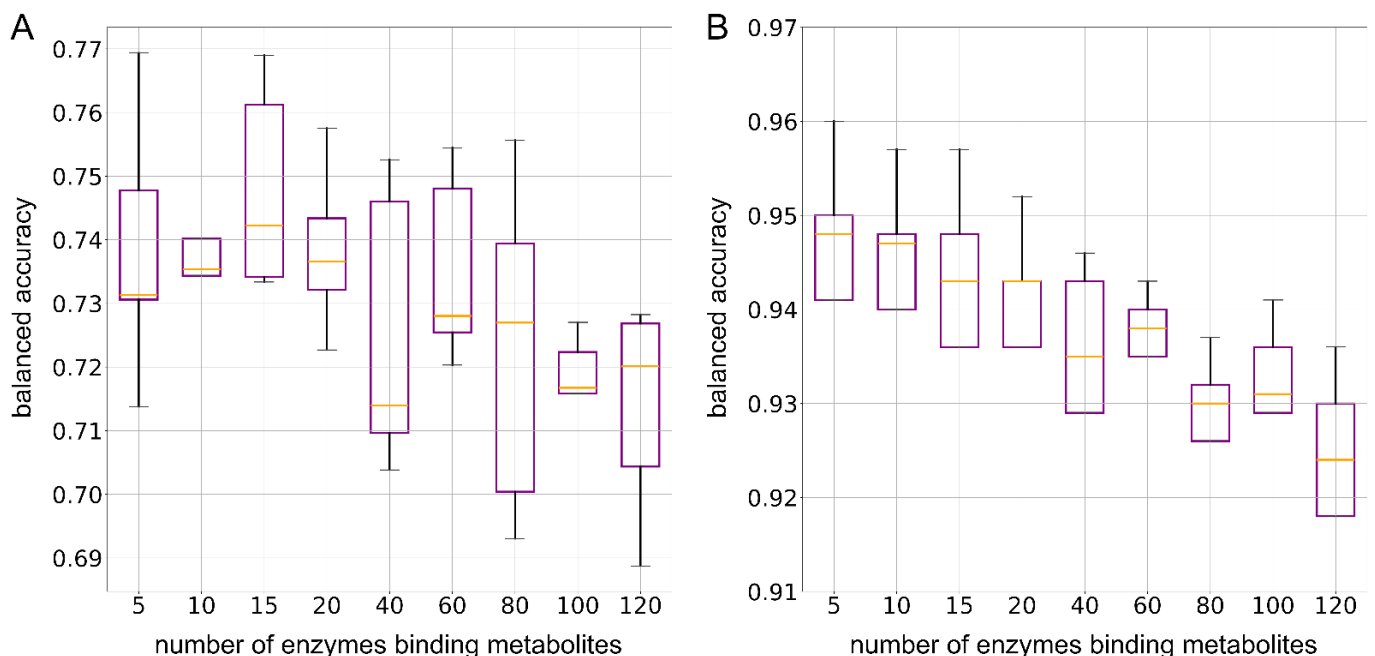 A
balanced accuracy
0.77
0.76
0.75
0.74
0.73
0.72
0.71
0.70
0.69
5 10 15 20 40 60 80 100 120
number of enzymes binding metabolites
B
balanced accuracy
0.97
0.96
0.95
0.94
0.93
0.92
0.91
5 10 15 20 40 60 80 100 120
number of enzymes binding metabolites